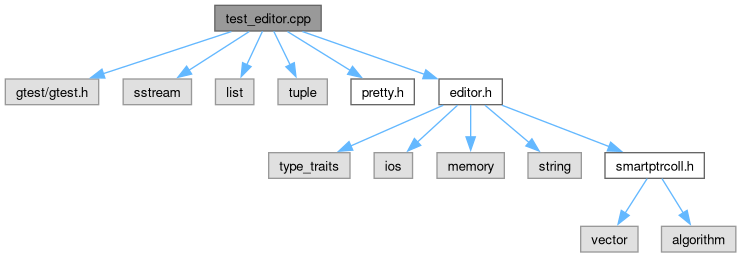 test_editor.cpp
gtest/gtest.h
sstream
list
tuple
pretty.h
editor.h
type_traits
ios
memory
string
smartptrcoll.h
vector
algorithm